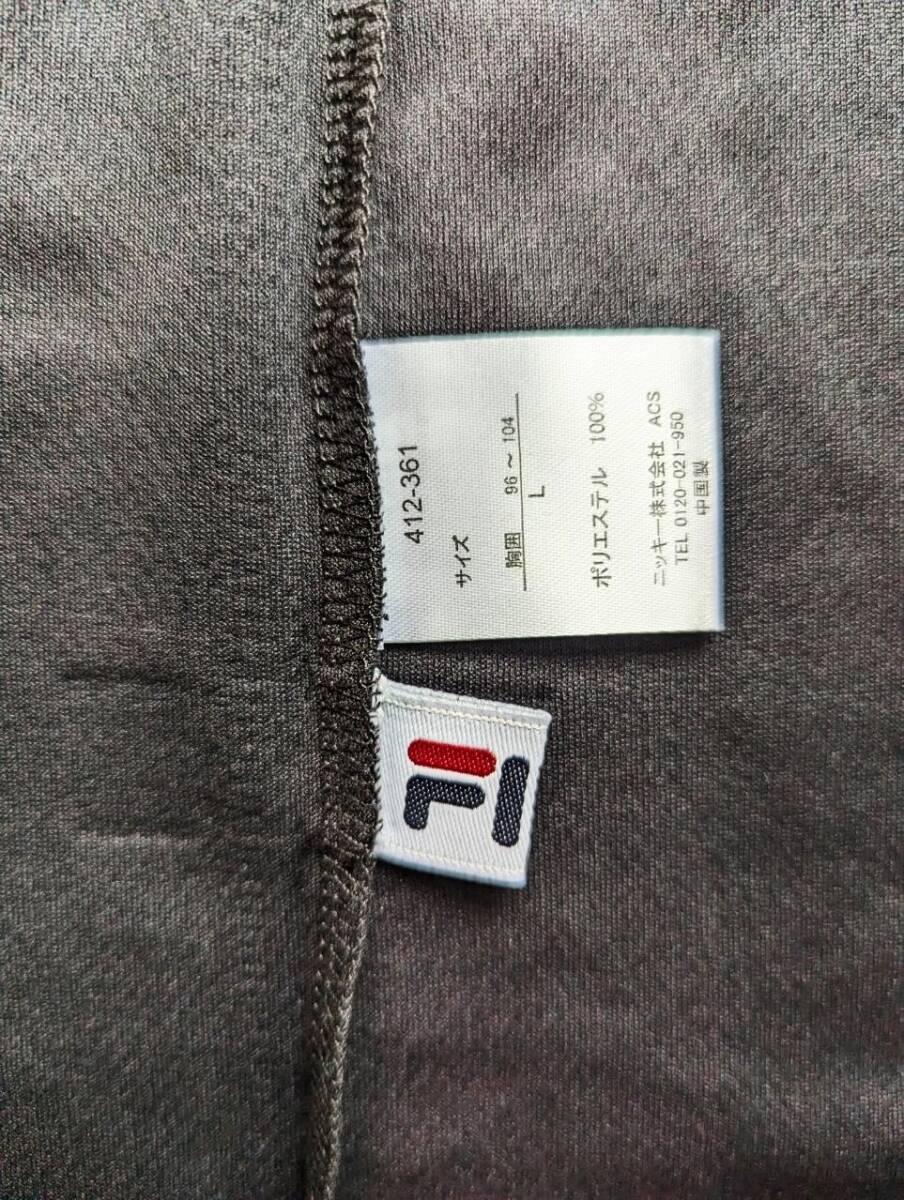 412-361
サイズ
胸囲 96 ～ 104
L
ポリエステル 100%
ニッキー株式会社 ACS
TEL 0120-021-950
中国製
F